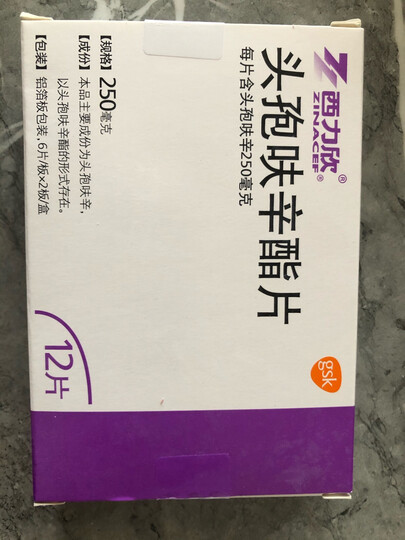 西力欣®
ZINACEF®
头孢呋辛酯片
每片含头孢呋辛250毫克
gsk
【规格】250毫克
【成份】本品主要成份为头孢呋辛,
以头孢呋辛酯的形式存在。
【包装】铝箔板包装,6片/板×2板/盒
12片